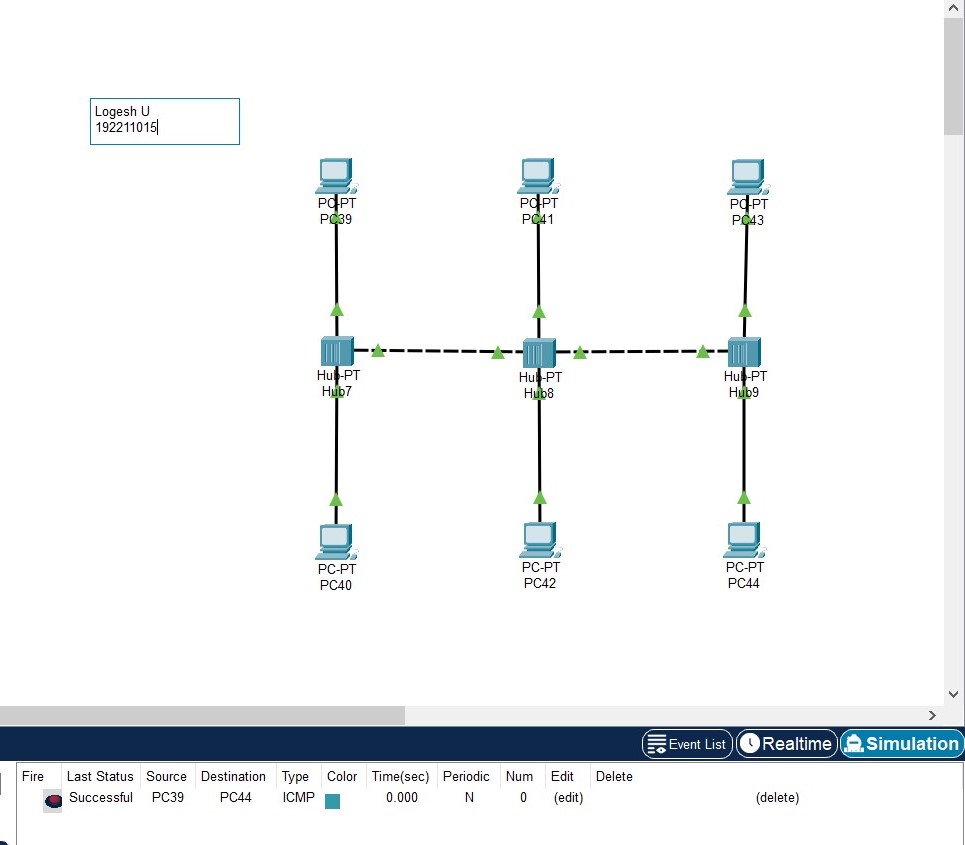 Logesh U
192211015
PC-PT
PC39
PC-PT
PC41
PC-PT
PC43
Hub-PT
Hub7
Hub-PT
Hub8
Hub-PT
Hub9
PC-PT
PC40
PC-PT
PC42
PC-PT
PC44
Event List Realtime Simulation
Fire Last Status Source Destination Type Color Time(sec) Periodic Num Edit Delete
Successful PC39 PC44 ICMP 0.000 N 0 (edit) (delete)